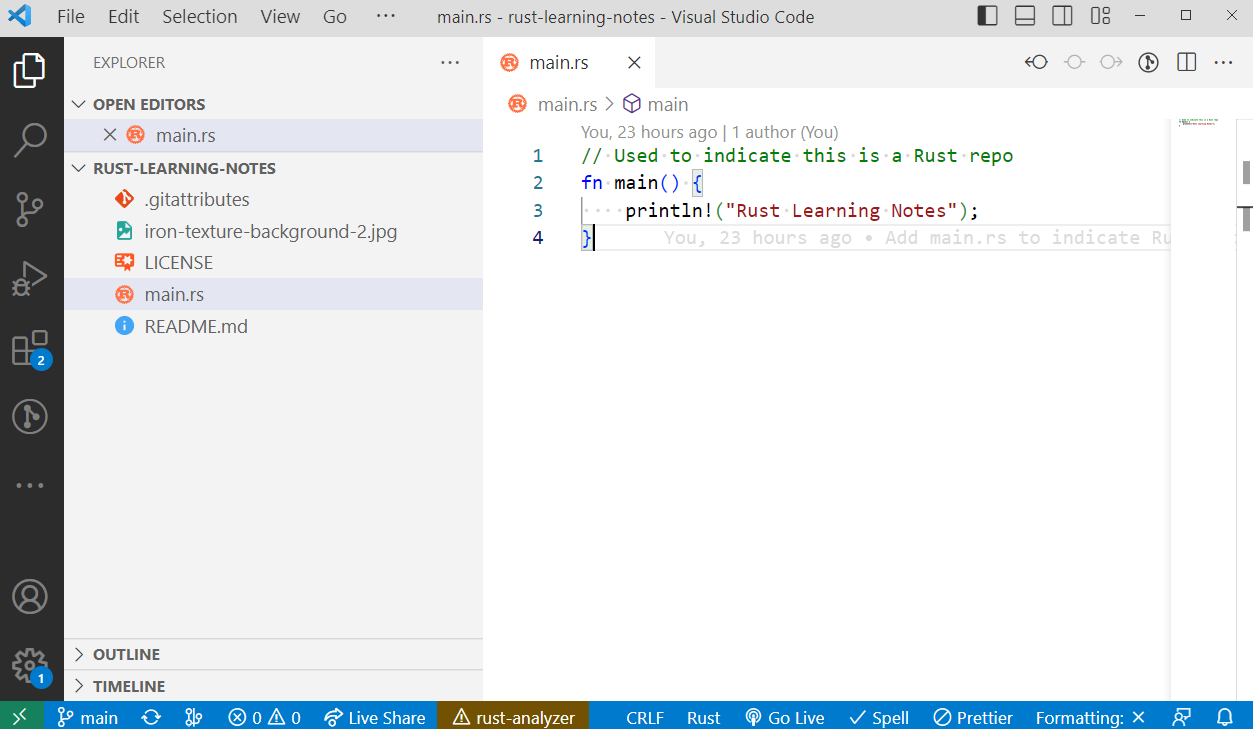 File Edit Selection View Go ··· main.rs - rust-learning-notes - Visual Studio Code
EXPLORER
OPEN EDITORS
main.rs
RUST-LEARNING-NOTES
.gitattributes
iron-texture-background-2.jpg
LICENSE
main.rs
README.md
OUTLINE
TIMELINE
2
1
main.rs
main.rs > main
You, 23 hours ago | 1 author (You)
1 // Used to indicate this is a Rust repo
2 fn main() {
3 println!("Rust Learning Notes");
4 } You, 23 hours ago • Add main.rs to indicate Ru
main 0 0 Live Share rust-analyzer CRLF Rust Go Live Spell Prettier Formatting: ×